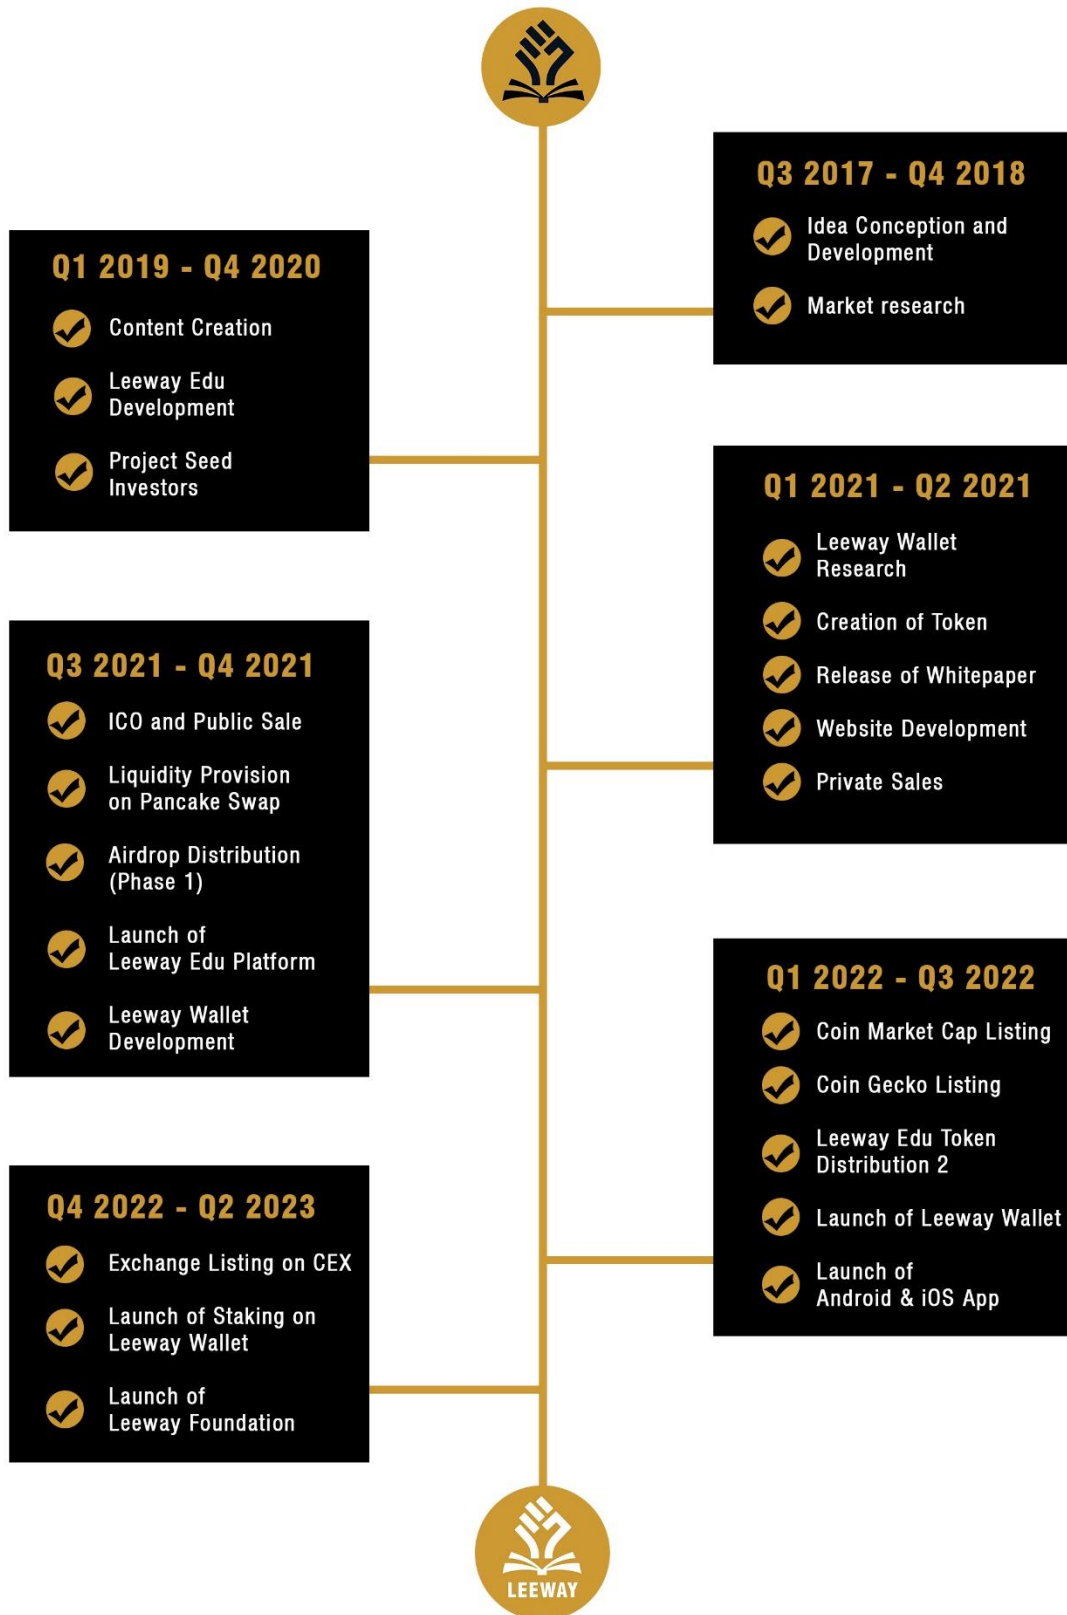 Q3 2017 - Q4 2018
Idea Conception and
Development
Market research
Q1 2019 - Q4 2020
Content Creation
Leeway Edu
Development
Project Seed
Investors
Q1 2021 - Q2 2021
Leeway Wallet
Research
Creation of Token
Release of Whitepaper
Website Development
Private Sales
Q3 2021 - Q4 2021
ICO and Public Sale
Liquidity Provision
on Pancake Swap
Airdrop Distribution
(Phase 1)
Launch of
Leeway Edu Platform
Leeway Wallet
Development
Q1 2022 - Q3 2022
Coin Market Cap Listing
Coin Gecko Listing
Leeway Edu Token
Distribution 2
Launch of Leeway Wallet
Launch of
Android & iOS App
Q4 2022 - Q2 2023
Exchange Listing on CEX
Launch of Staking on
Leeway Wallet
Launch of
Leeway Foundation
LEEWAY